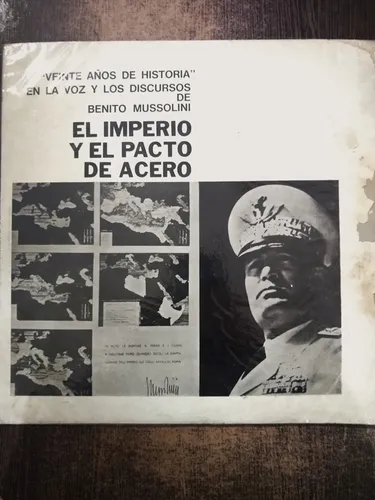 "VEINTE AÑOS DE HISTORIA"
EN LA VOZ Y LOS DISCURSOS
DE
BENITO MUSSOLINI
EL IMPERIO
Y EL PACTO
DE ACERO